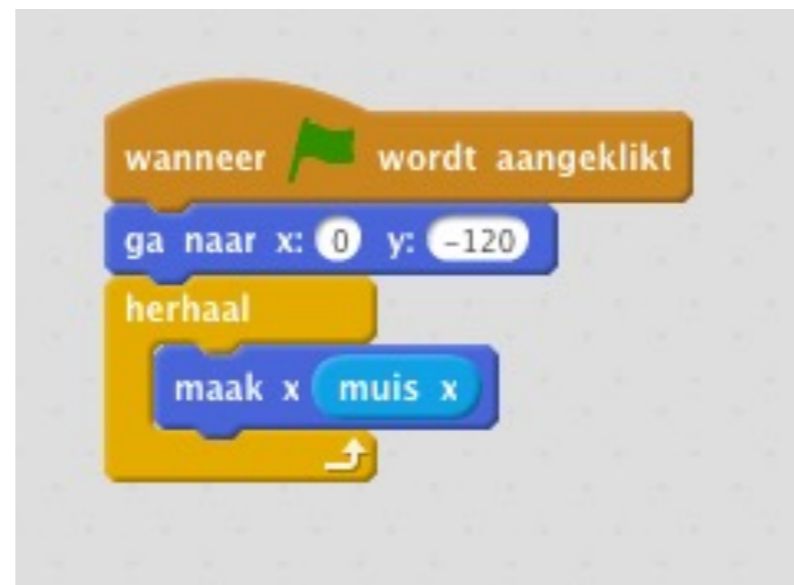 wanneer wordt aangeklikt
ga naar x: 0 y: -120
herhaal
maak x muis x